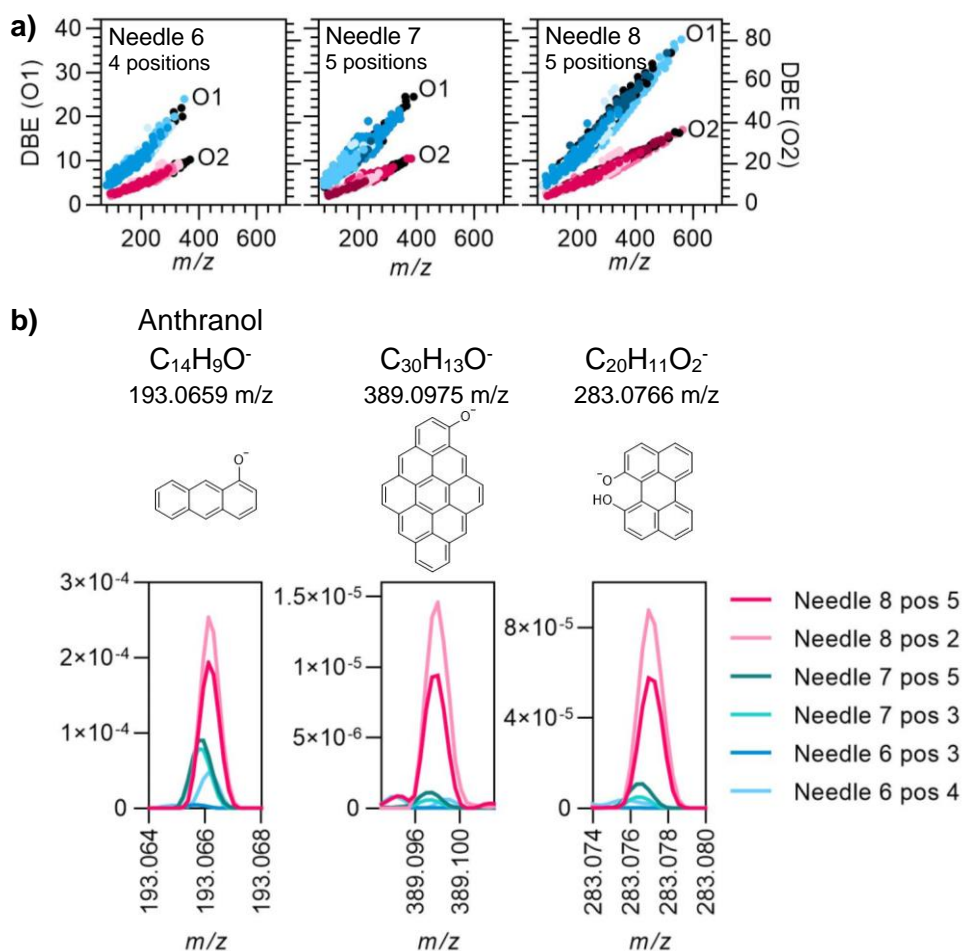 a)
Needle 6
4 positions
Needle 7
5 positions
Needle 8
5 positions
DBE (O1)
40
30
20
10
0
O1
O2
O1
O2
O1
O2
80
60
40
20
0
DBE (O2)
200 400 600
200 400 600
200 400 600
m/z
m/z
m/z
b)
Anthranol
C₁₄H₉O⁻
193.0659 m/z
C₃₀H₁₃O⁻
389.0975 m/z
C₂₀H₁₁O₂⁻
283.0766 m/z
O⁻
O⁻
⁻O
HO
3×10⁻⁴
2×10⁻⁴
1×10⁻⁴
0
193.064
193.066
193.068
m/z
1.5×10⁻⁵
1×10⁻⁵
5×10⁻⁶
0
389.096
389.100
m/z
8×10⁻⁵
4×10⁻⁵
0
283.074
283.076
283.078
283.080
m/z
Needle 8 pos 5
Needle 8 pos 2
Needle 7 pos 5
Needle 7 pos 3
Needle 6 pos 3
Needle 6 pos 4